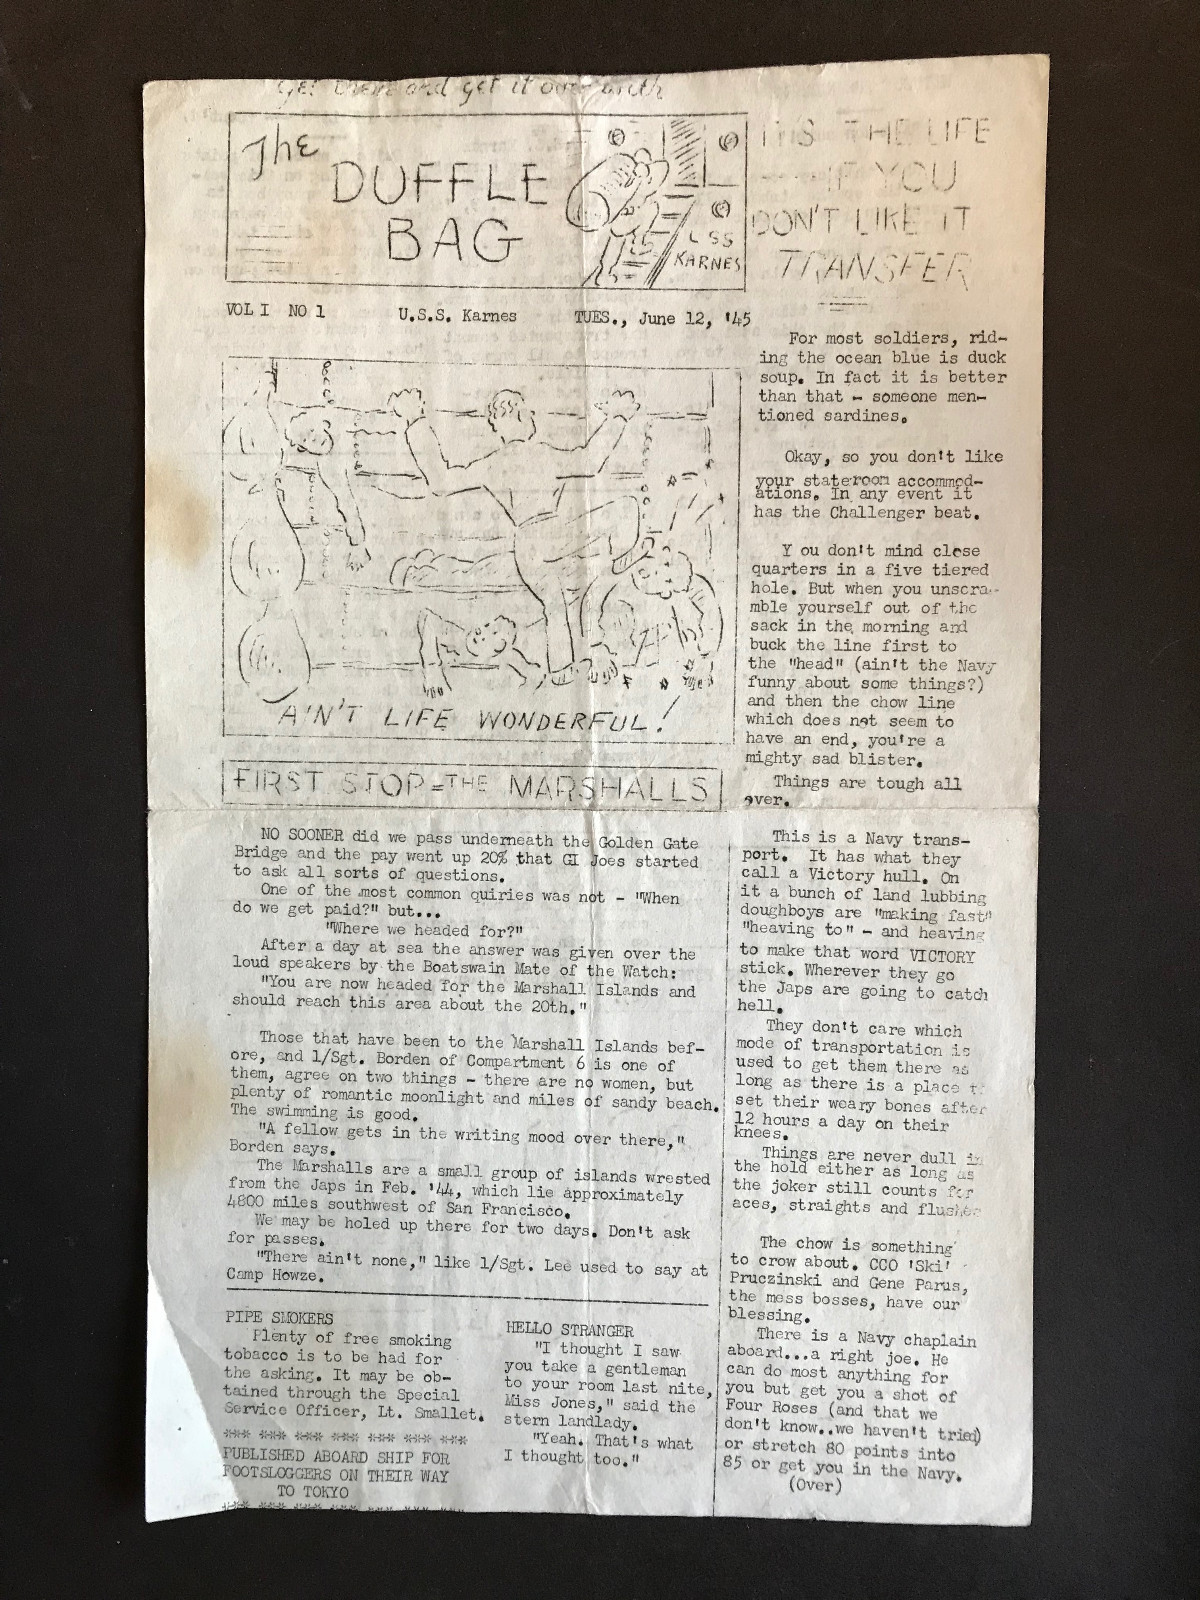 Get them and get it over with
The
DUFFLE
BAG
USS
KARNES
VOL I NO 1 U.S.S. Karnes TUES., June 12, '45
AIN'T LIFE WONDERFUL!
FIRST STOP = THE MARSHALLS
NO SOONER did we pass underneath the Golden Gate
Bridge and the pay went up 20% that GI Joes started
to ask all sorts of questions.
One of the most common quiries was not - "When
do we get paid?" but...
"Where we headed for?"
After a day at sea the answer was given over the
loud speakers by the Boatswain Mate of the Watch:
"You are now headed for the Marshall Islands and
should reach this area about the 20th."
Those that have been to the Marshall Islands bef-
ore, and 1/Sgt. Borden of Compartment 6 is one of
them, agree on two things - there are no women, but
plenty of romantic moonlight and miles of sandy beach.
The swimming is good.
"A fellow gets in the writing mood over there,"
Borden says.
The Marshalls are a small group of islands wrested
from the Japs in Feb. '44, which lie approximately
4800 miles southwest of San Francisco.
We may be holed up there for two days. Don't ask
for passes.
"There ain't none," like 1/Sgt. Lee used to say at
Camp Howze.
PIPE SMOKERS
Plenty of free smoking
tobacco is to be had for
the asking. It may be ob-
tained through the Special
Service Officer, Lt. Smallet.
*** *** *** *** *** *** ***
PUBLISHED ABOARD SHIP FOR
FOOTSLOGGERS ON THEIR WAY
TO TOKYO
*** *** *** *** *** *** ***
HELLO STRANGER
"I thought I saw
you take a gentleman
to your room last nite,
Miss Jones," said the
stern landlady.
"Yeah. That's what
I thought too."
IT'S THE LIFE
- IF YOU
DON'T LIKE IT
TRANSFER
For most soldiers, rid-
ing the ocean blue is duck
soup. In fact it is better
than that - someone men-
tioned sardines.
Okay, so you don't like
your stateroom accommod-
ations. In any event it
has the Challenger beat.
Y ou don't mind close
quarters in a five tiered
hole. But when you unscra-
mble yourself out of the
sack in the morning and
buck the line first to
the "head" (ain't the Navy
funny about some things?)
and then the chow line
which does not seem to
have an end, you're a
mighty sad blister.
Things are tough all
over.
This is a Navy trans-
port. It has what they
call a Victory hull. On
it a bunch of land lubbing
doughboys are "making fast"
"heaving to" - and heaving
to make that word VICTORY
stick. Wherever they go
the Japs are going to catch
hell.
They don't care which
mode of transportation is
used to get them there as
long as there is a place t
set their weary bones after
12 hours a day on their
knees.
Things are never dull in
the hold either as long as
the joker still counts for
aces, straights and flushes
The chow is something
to crow about. CCO 'Ski'
Pruczinski and Gene Parus,
the mess bosses, have our
blessing.
There is a Navy chaplain
aboard...a right joe. He
can do most anything for
you but get you a shot of
Four Roses (and that we
don't know..we haven't tried)
or stretch 80 points into
85 or get you in the Navy.
(Over)